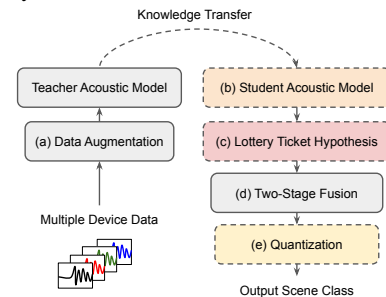 Knowledge Transfer
Teacher Acoustic Model
(b) Student Acoustic Model
(a) Data Augmentation
(c) Lottery Ticket Hypothesis
(d) Two-Stage Fusion
Multiple Device Data
(e) Quantization
Output Scene Class